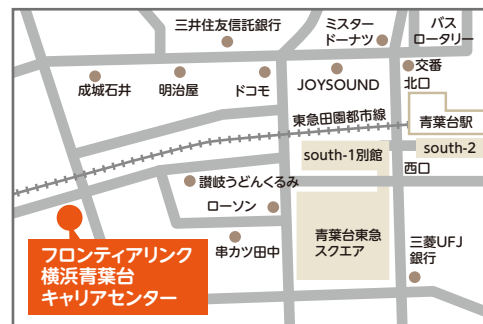 三井住友信託銀行
ミスター
ドーナツ
バス
ロータリー
交番
北口
成城石井
明治屋
ドコモ
JOYSOUND
東急田園都市線
青葉台駅
south-1別館
south-2
西口
讃岐うどんくるみ
ローソン
串カツ田中
青葉台東急
スクエア
三菱UFJ
銀行
フロンティアリンク
横浜青葉台
キャリアセンター